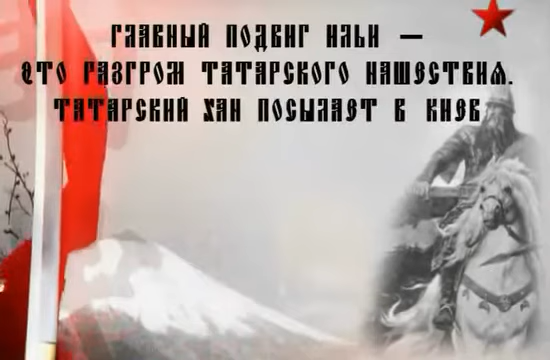 ГЛАВНЫЙ ПОДВИГ ИЛЬИ —
ЭТО РАЗГРОМ ТАТАРСКОГО НАШЕСТВИЯ.
ТАТАРСКИЙ ХАН ПОСЫЛАЕТ В КИЕВ